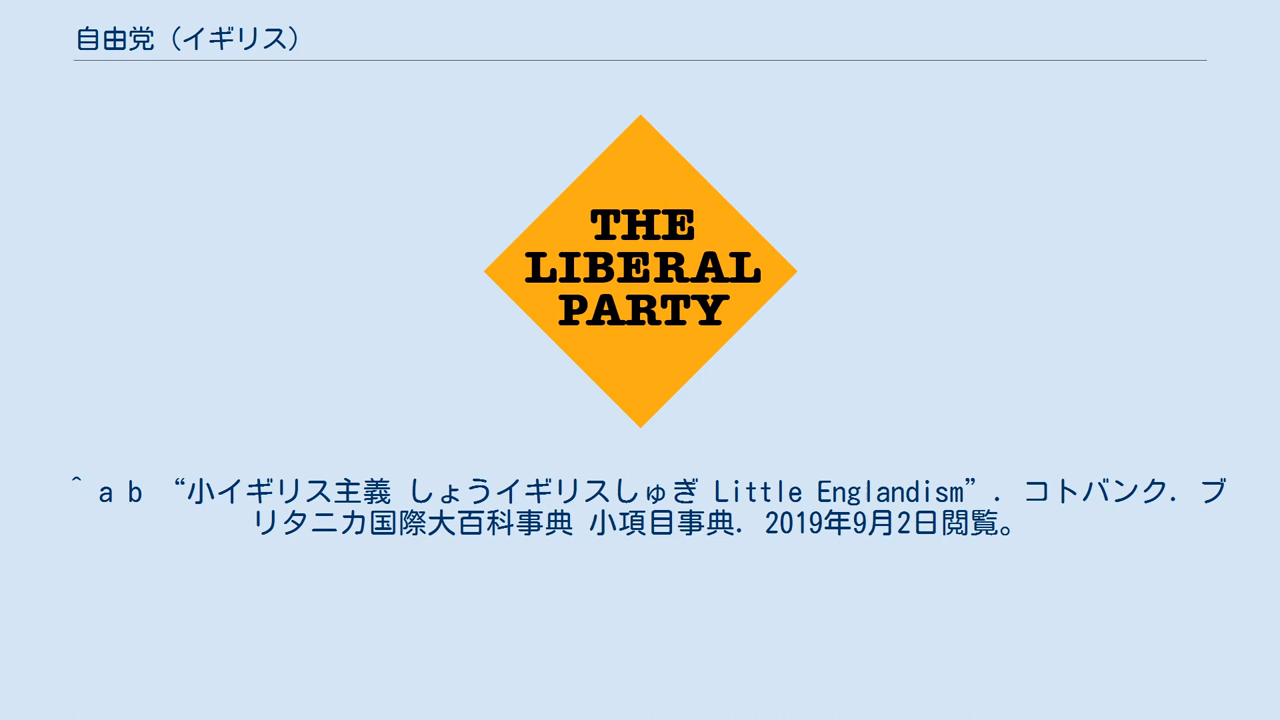 自由党（イギリス）
THE
LIBERAL
PARTY
^ a b “小イギリス主義 しょうイギリスしゅぎ Little Englandism”. コトバンク. ブ
リタニカ国際大百科事典 小項目事典. 2019年9月2日閲覧。